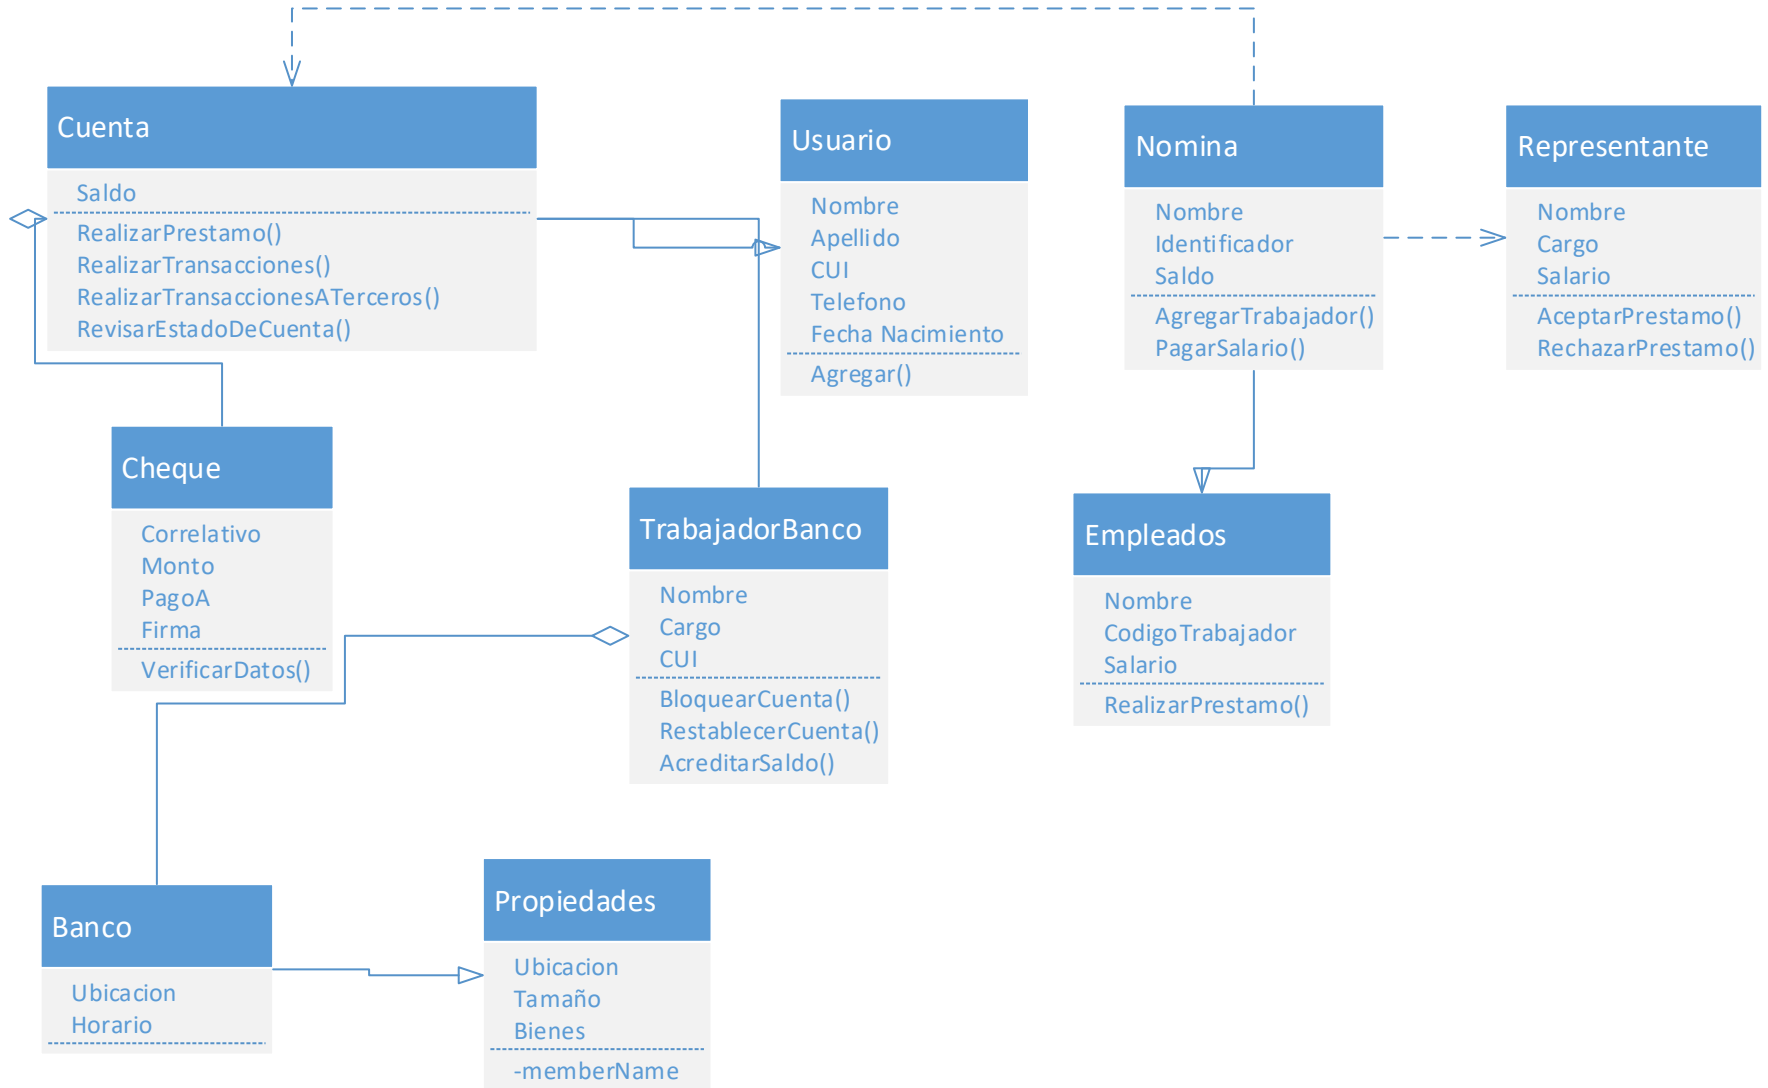 Cuenta
Saldo
RealizarPrestamo()
RealizarTransacciones()
RealizarTransaccionesATerceros()
RevisarEstadoDeCuenta()
Usuario
Nombre
Apellido
CUI
Telefono
Fecha Nacimiento
Agregar()
Nomina
Nombre
Identificador
Saldo
AgregarTrabajador()
PagarSalario()
Representante
Nombre
Cargo
Salario
AceptarPrestamo()
RechazarPrestamo()
Cheque
Correlativo
Monto
PagoA
Firma
VerificarDatos()
TrabajadorBanco
Nombre
Cargo
CUI
BloquearCuenta()
RestablecerCuenta()
AcreditarSaldo()
Empleados
Nombre
CodigoTrabajador
Salario
RealizarPrestamo()
Banco
Ubicacion
Horario
Propiedades
Ubicacion
Tamaño
Bienes
-memberName